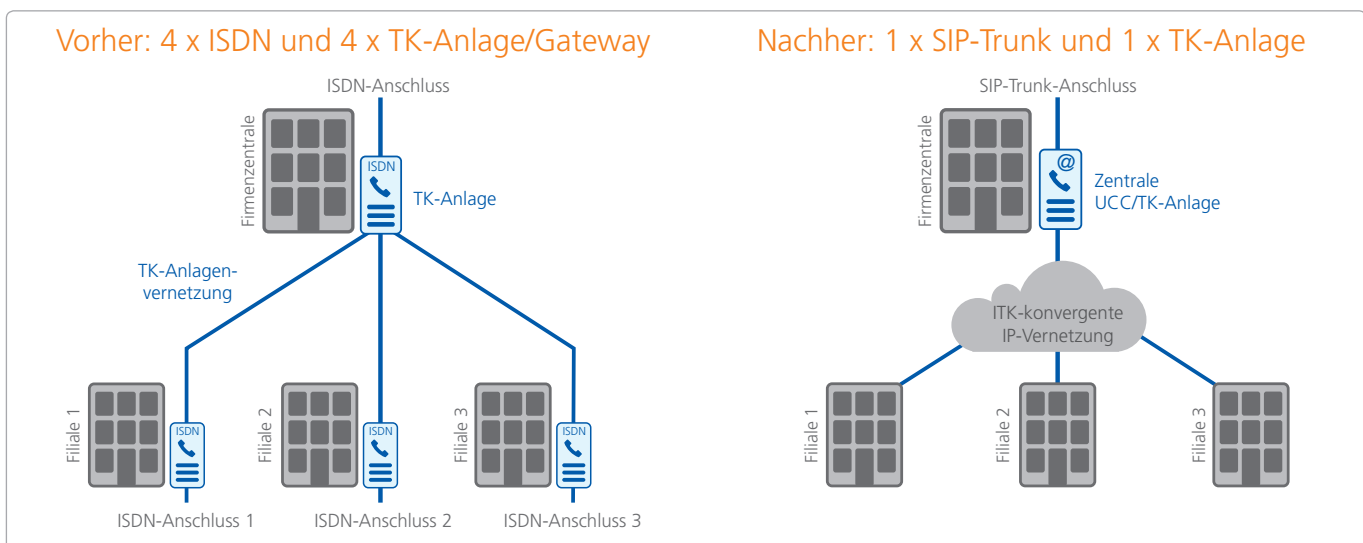 Vorher: 4 x ISDN und 4 x TK-Anlage/Gateway
ISDN-Anschluss
Firmenzentrale
ISDN
TK-Anlage
TK-Anlagen-
vernetzung
Filiale 1
ISDN
Filiale 2
ISDN
Filiale 3
ISDN
ISDN-Anschluss 1
ISDN-Anschluss 2
ISDN-Anschluss 3
Nachher: 1 x SIP-Trunk und 1 x TK-Anlage
SIP-Trunk-Anschluss
Firmenzentrale
@
Zentrale
UCC/TK-Anlage
ITK-konvergente
IP-Vernetzung
Filiale 1
Filiale 2
Filiale 3